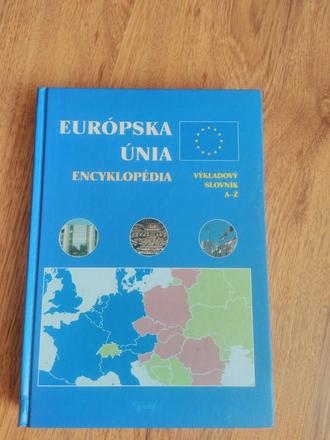 EURÓPSKA
ÚNIA
ENCYKLOPÉDIA
VÝKLADOVÝ
SLOVNÍK
A–Ž